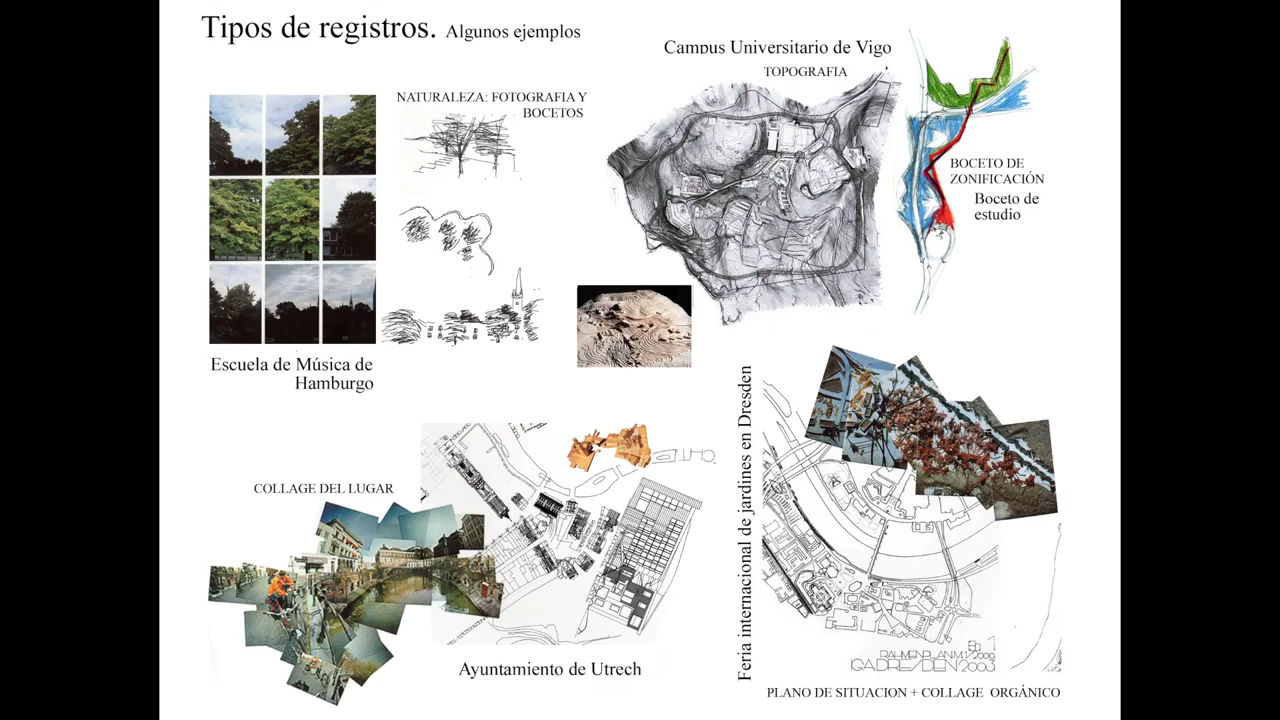 Tipos de registros. Algunos ejemplos
NATURALEZA: FOTOGRAFIA Y
BOCETOS
Escuela de Música de
Hamburgo
Campus Universitario de Vigo
TOPOGRAFIA
BOCETO DE
ZONIFICACIÓN
Boceto de
estudio
COLLAGE DEL LUGAR
Ayuntamiento de Utrech
Feria internacional de jardines en Dresden
RAHMENPLAN M1/2000
IGA DRESDEN 2003
PLANO DE SITUACION + COLLAGE ORGÁNICO